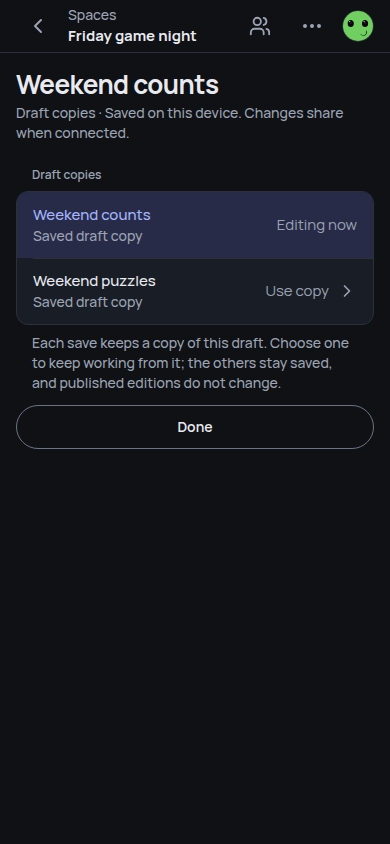 Spaces
Friday game night
Weekend counts
Draft copies · Saved on this device. Changes share
when connected.
Draft copies
Weekend counts
Saved draft copy
Editing now
Weekend puzzles
Saved draft copy
Use copy
Each save keeps a copy of this draft. Choose one
to keep working from it; the others stay saved,
and published editions do not change.
Done